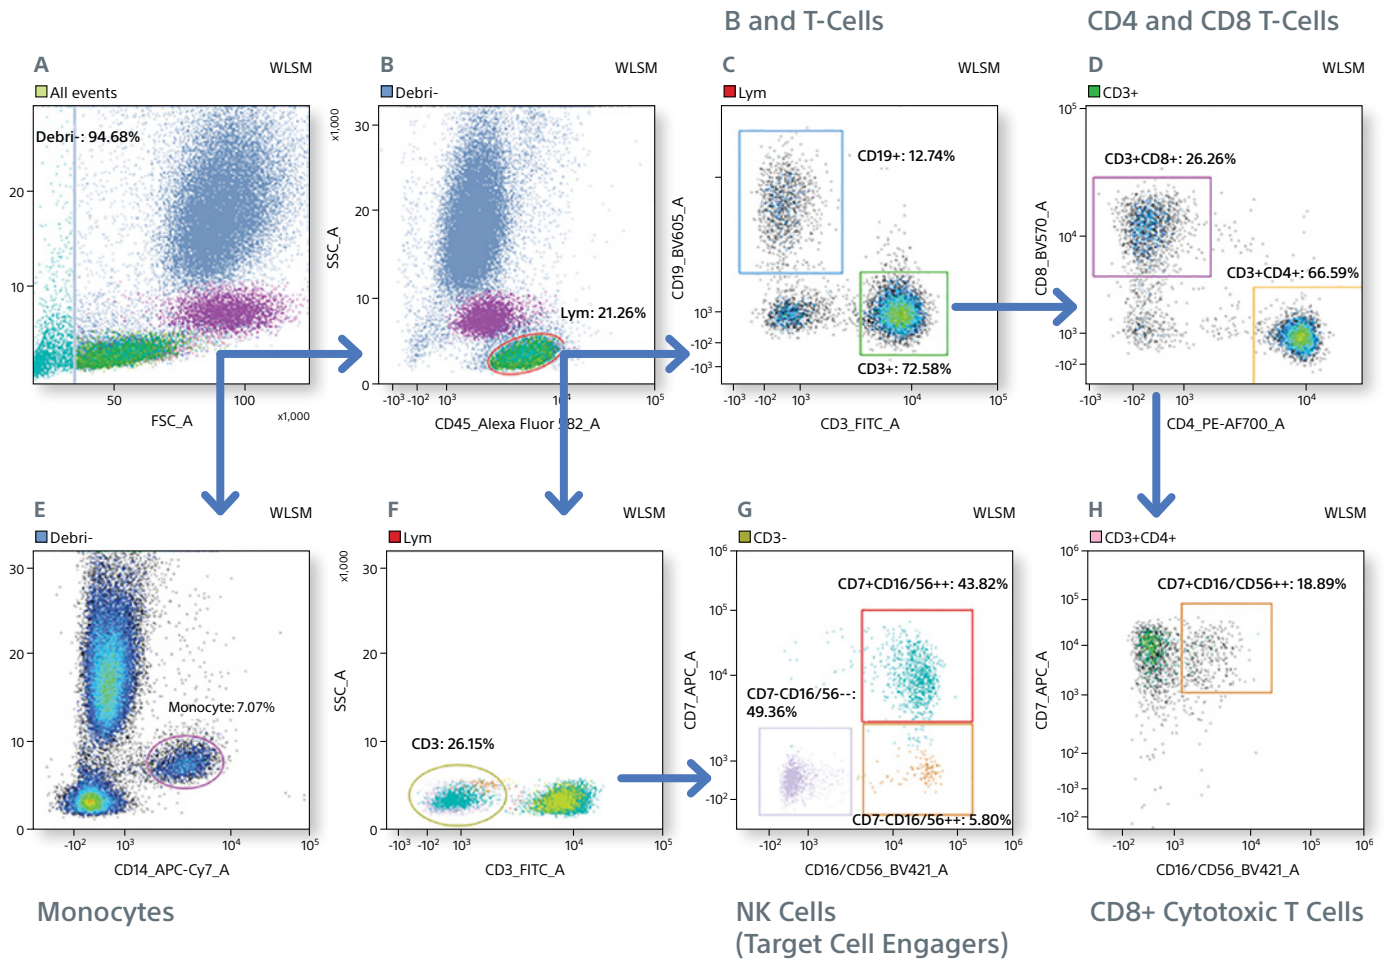 B and T-Cells
CD4 and CD8 T-Cells
A
WLSM
All events
Debri-: 94.68%
20
10
50
100
x1,000
FSC_A
B
WLSM
Debri-
x1,000
30
20
10
0
SSC_A
Lym: 21.26%
-10³
-10²
10³
10⁴
10⁵
CD45_Alexa Fluor 582_A
C
WLSM
Lym
CD19+: 12.74%
CD19_BV605_A
10³
-10²
-10³
CD3+: 72.58%
-10³
-10²
10³
10⁴
10⁵
CD3_FITC_A
D
WLSM
CD3+
10⁵
CD3+CD8+: 26.26%
10⁴
CD8_BV570_A
CD3+CD4+: 66.59%
10³
-10²
-10³
-10²
10³
10⁴
CD4_PE-AF700_A
E
WLSM
Debri-
30
20
10
0
Monocyte: 7.07%
-10²
10³
10⁴
10⁵
CD14_APC-Cy7_A
Monocytes
F
WLSM
Lym
x1,000
30
20
10
0
SSC_A
CD3: 26.15%
-10³
-10²
10³
10⁴
10⁵
CD3_FITC_A
G
WLSM
CD3-
10⁶
CD7+CD16/56++: 43.82%
10⁵
10⁴
CD7_APC_A
CD7-CD16/56--:
49.36%
10³
-10²
CD7-CD16/56++: 5.80%
-10²
10³
10⁴
10⁵
10⁶
CD16/CD56_BV421_A
NK Cells
(Target Cell Engagers)
H
WLSM
CD3+CD4+
10⁶
CD7+CD16/CD56++: 18.89%
10⁵
10⁴
CD7_APC_A
10³
10²
-10³
-10²
-10²
10³
10⁴
10⁵
10⁶
CD16/CD56_BV421_A
CD8+ Cytotoxic T Cells